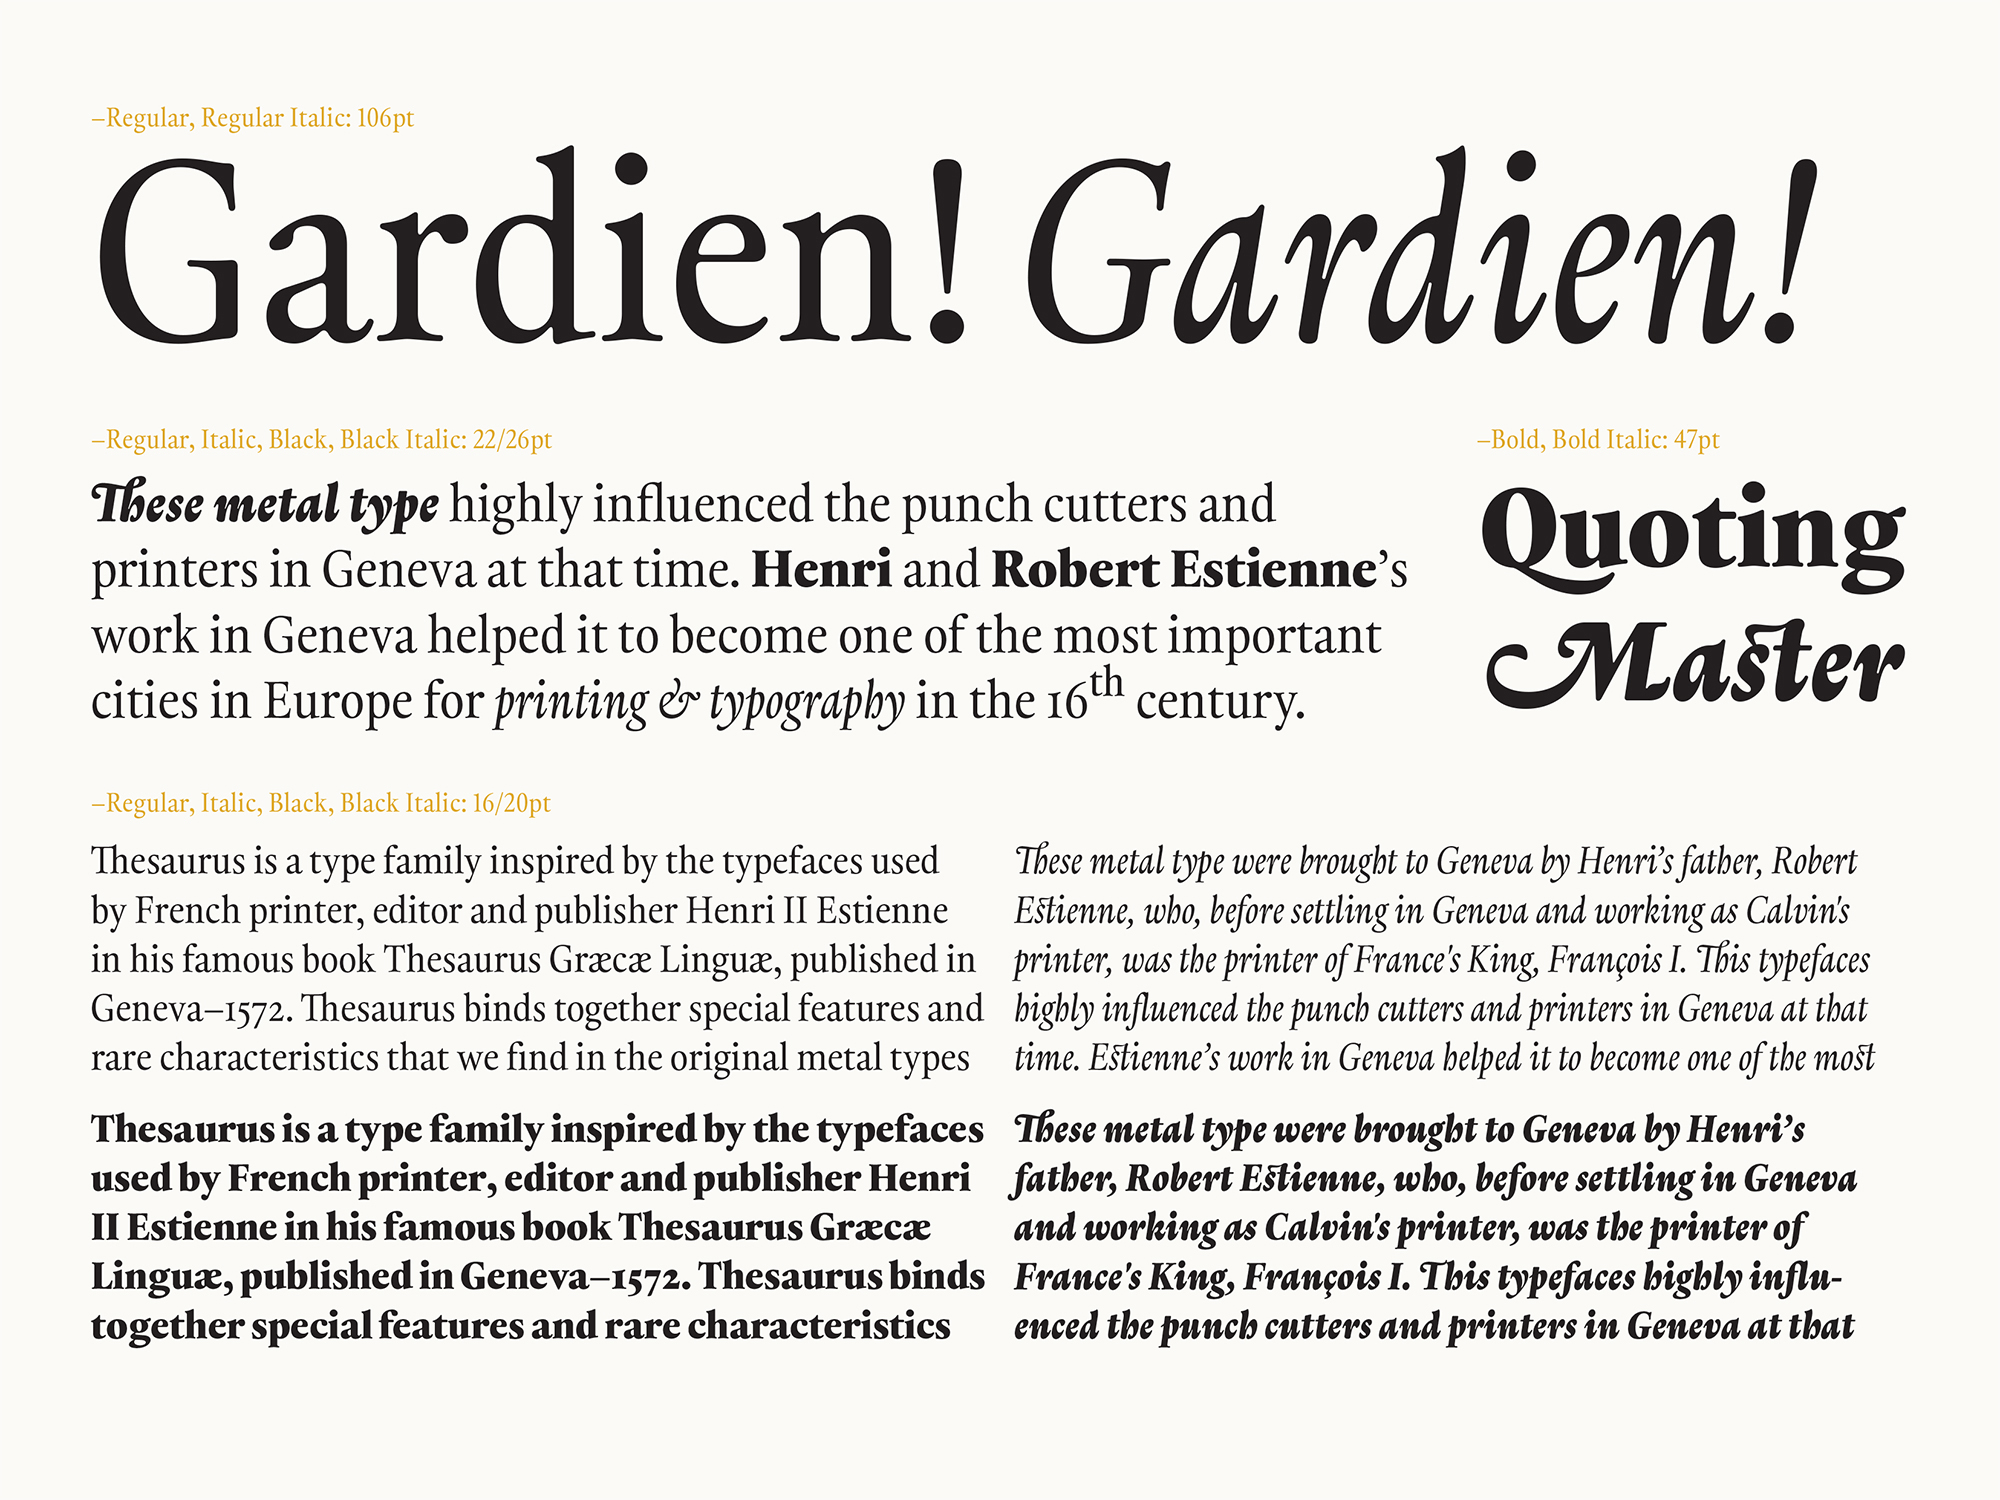 –Regular, Regular Italic: 106pt
Gardien! Gardien!
–Regular, Italic, Black, Black Italic: 22/26pt
These metal type highly influenced the punch cutters and
printers in Geneva at that time. Henri and Robert Estienne’s
work in Geneva helped it to become one of the most important
cities in Europe for printing & typography in the 16th century.
–Bold, Bold Italic: 47pt
Quoting
Master
–Regular, Italic, Black, Black Italic: 16/20pt
Thesaurus is a type family inspired by the typefaces used
by French printer, editor and publisher Henri II Estienne
in his famous book Thesaurus Græcæ Linguæ, published in
Geneva–1572. Thesaurus binds together special features and
rare characteristics that we find in the original metal types
These metal type were brought to Geneva by Henri’s father, Robert
Estienne, who, before settling in Geneva and working as Calvin's
printer, was the printer of France's King, François I. This typefaces
highly influenced the punch cutters and printers in Geneva at that
time. Estienne’s work in Geneva helped it to become one of the most
Thesaurus is a type family inspired by the typefaces
used by French printer, editor and publisher Henri
II Estienne in his famous book Thesaurus Græcæ
Linguæ, published in Geneva–1572. Thesaurus binds
together special features and rare characteristics
These metal type were brought to Geneva by Henri’s
father, Robert Estienne, who, before settling in Geneva
and working as Calvin's printer, was the printer of
France's King, François I. This typefaces highly influ-
enced the punch cutters and printers in Geneva at that